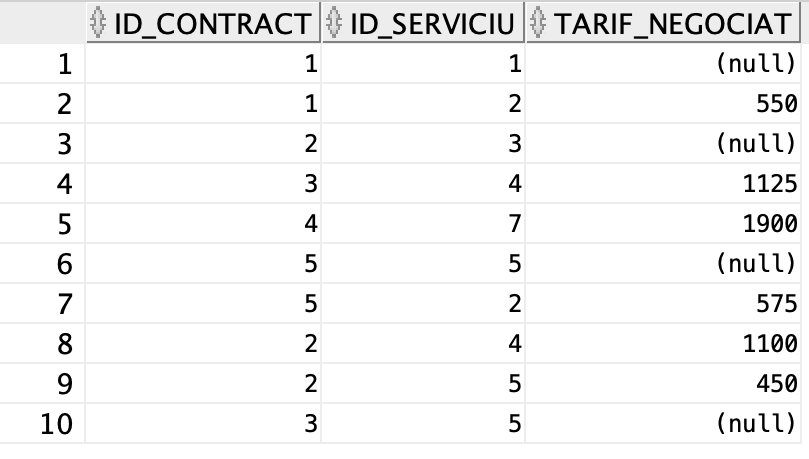 ID_CONTRACT ID_SERVICIU TARIF_NEGOCIAT
1 1 1 (null)
2 1 2 550
3 2 3 (null)
4 3 4 1125
5 4 7 1900
6 5 5 (null)
7 5 2 575
8 2 4 1100
9 2 5 450
10 3 5 (null)